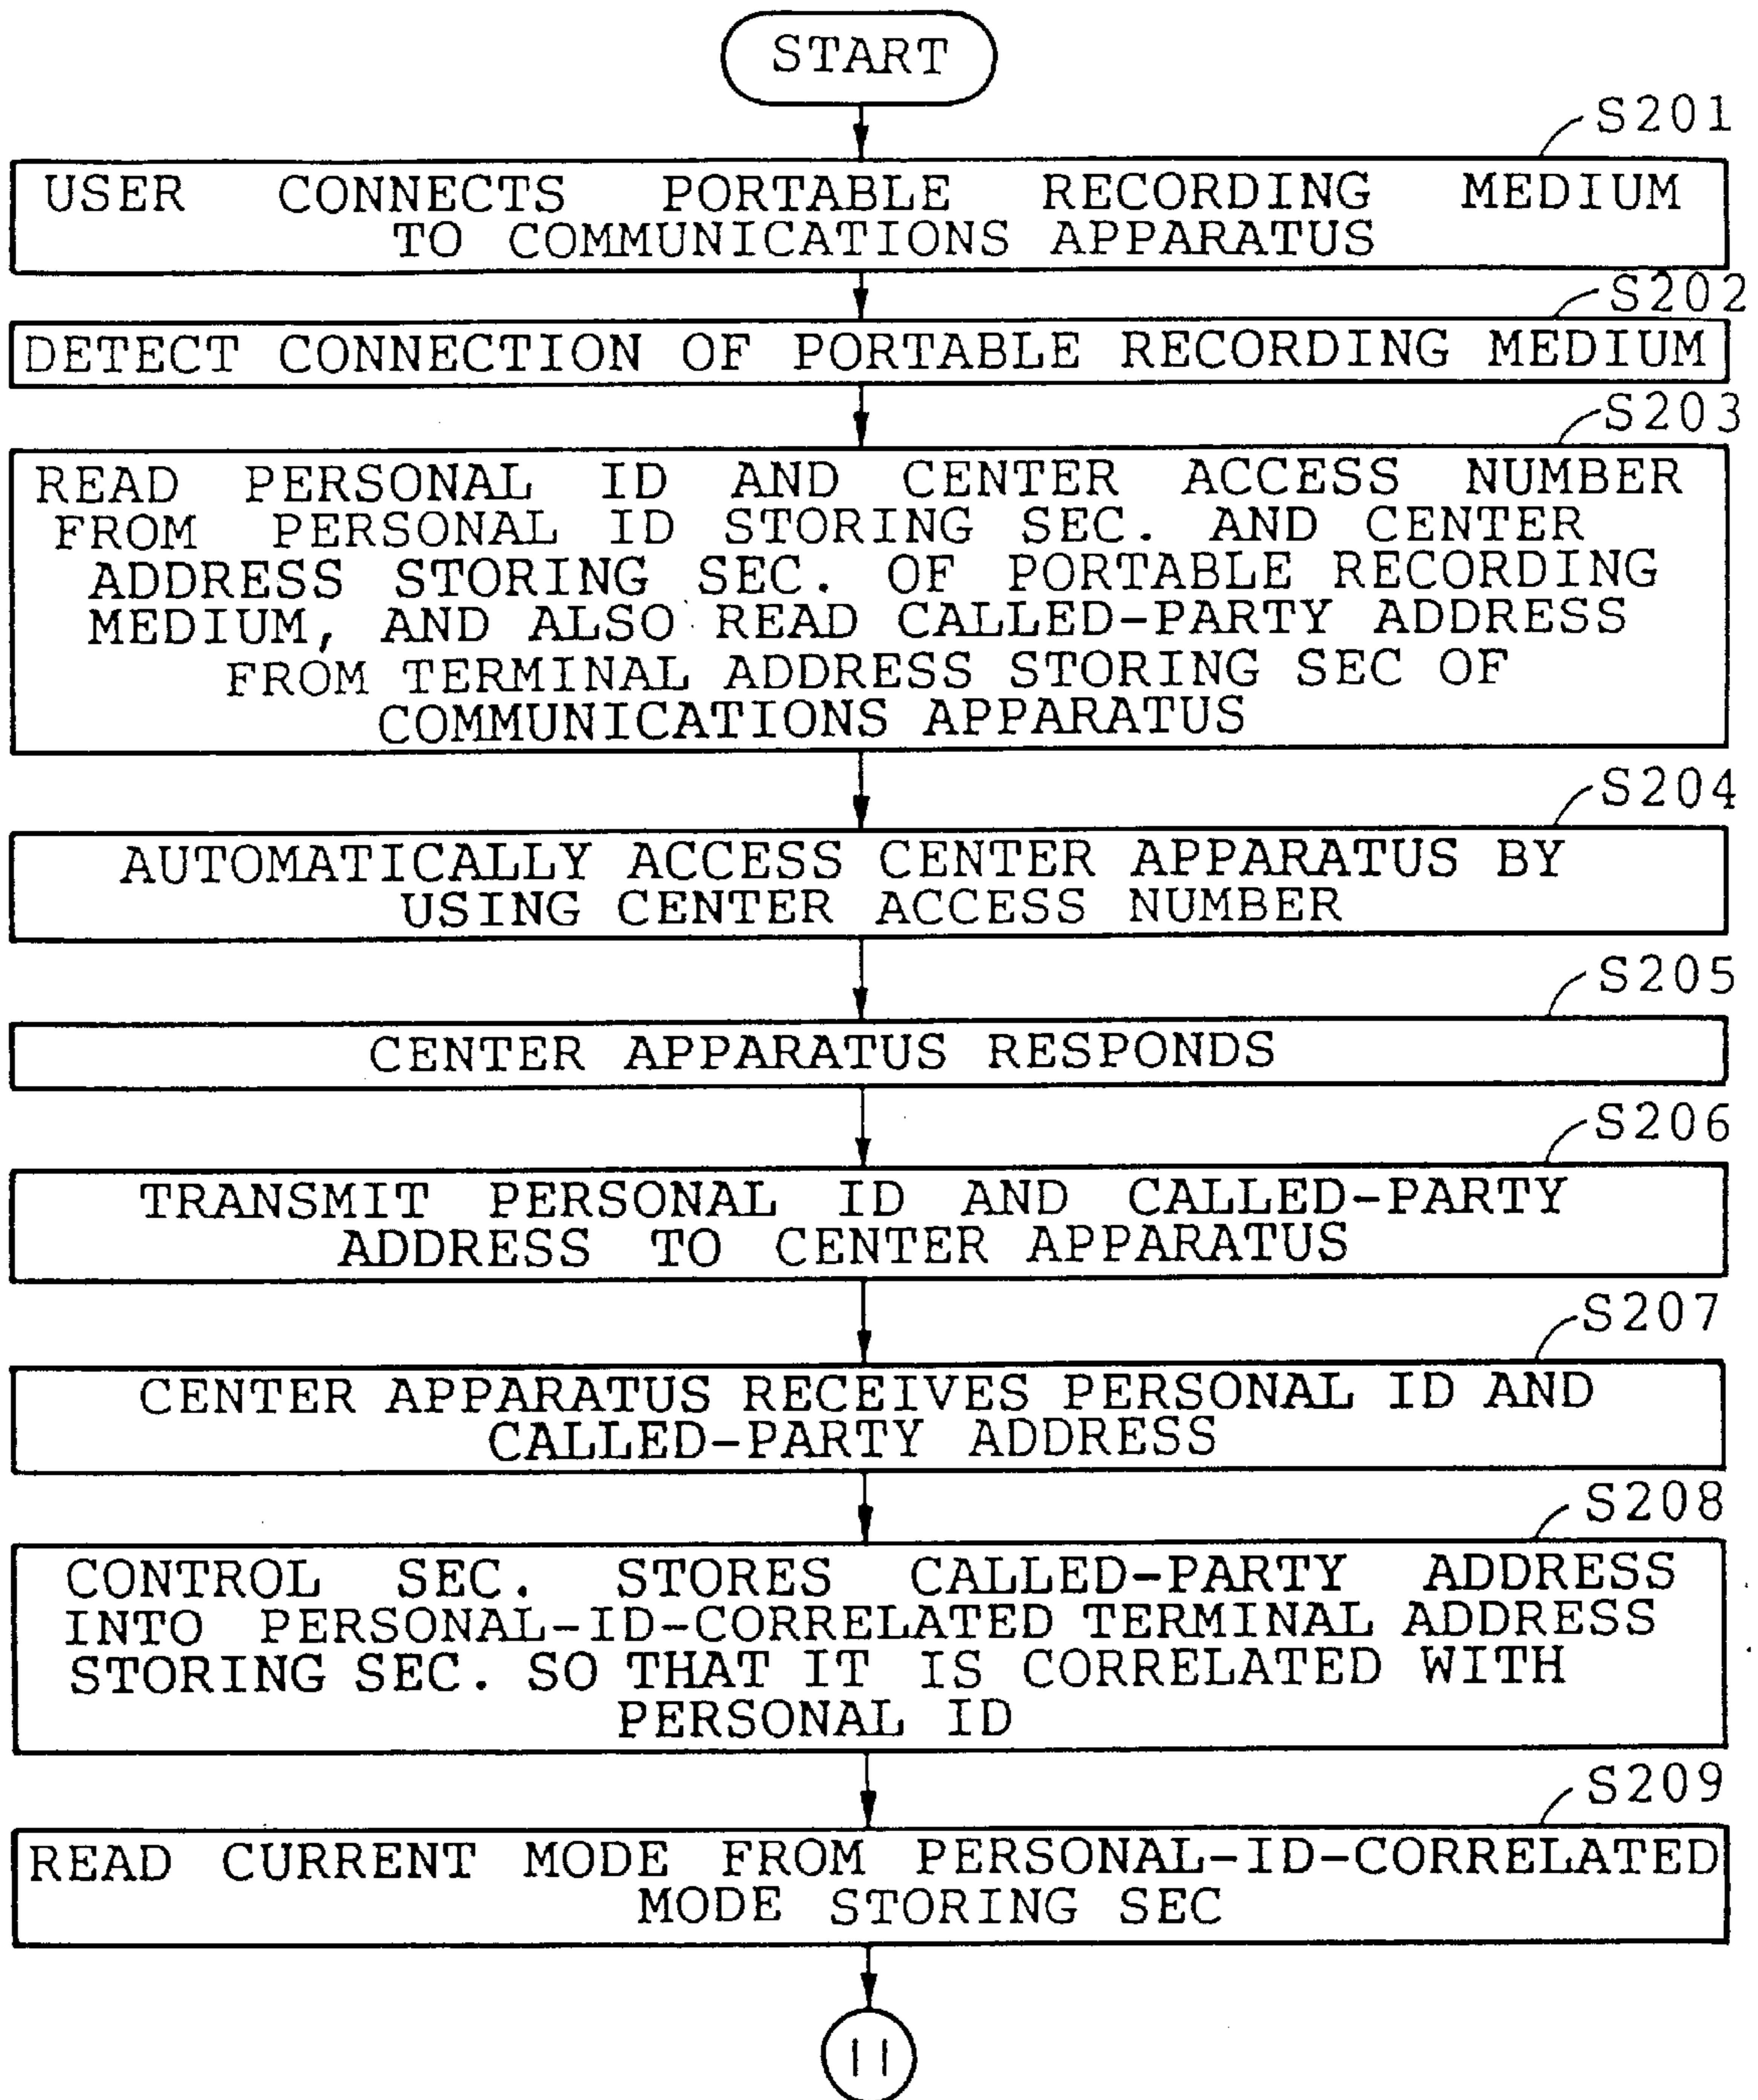 START
S201
USER CONNECTS PORTABLE RECORDING MEDIUM
TO COMMUNICATIONS APPARATUS
S202
DETECT CONNECTION OF PORTABLE RECORDING MEDIUM
S203
READ PERSONAL ID AND CENTER ACCESS NUMBER
FROM PERSONAL ID STORING SEC. AND CENTER
ADDRESS STORING SEC. OF PORTABLE RECORDING
MEDIUM, AND ALSO READ CALLED-PARTY ADDRESS
FROM TERMINAL ADDRESS STORING SEC OF
COMMUNICATIONS APPARATUS
S204
AUTOMATICALLY ACCESS CENTER APPARATUS BY
USING CENTER ACCESS NUMBER
S205
CENTER APPARATUS RESPONDS
S206
TRANSMIT PERSONAL ID AND CALLED-PARTY
ADDRESS TO CENTER APPARATUS
S207
CENTER APPARATUS RECEIVES PERSONAL ID AND
CALLED-PARTY ADDRESS
S208
CONTROL SEC. STORES CALLED-PARTY ADDRESS
INTO PERSONAL-ID-CORRELATED TERMINAL ADDRESS
STORING SEC. SO THAT IT IS CORRELATED WITH
PERSONAL ID
S209
READ CURRENT MODE FROM PERSONAL-ID-CORRELATED
MODE STORING SEC
11